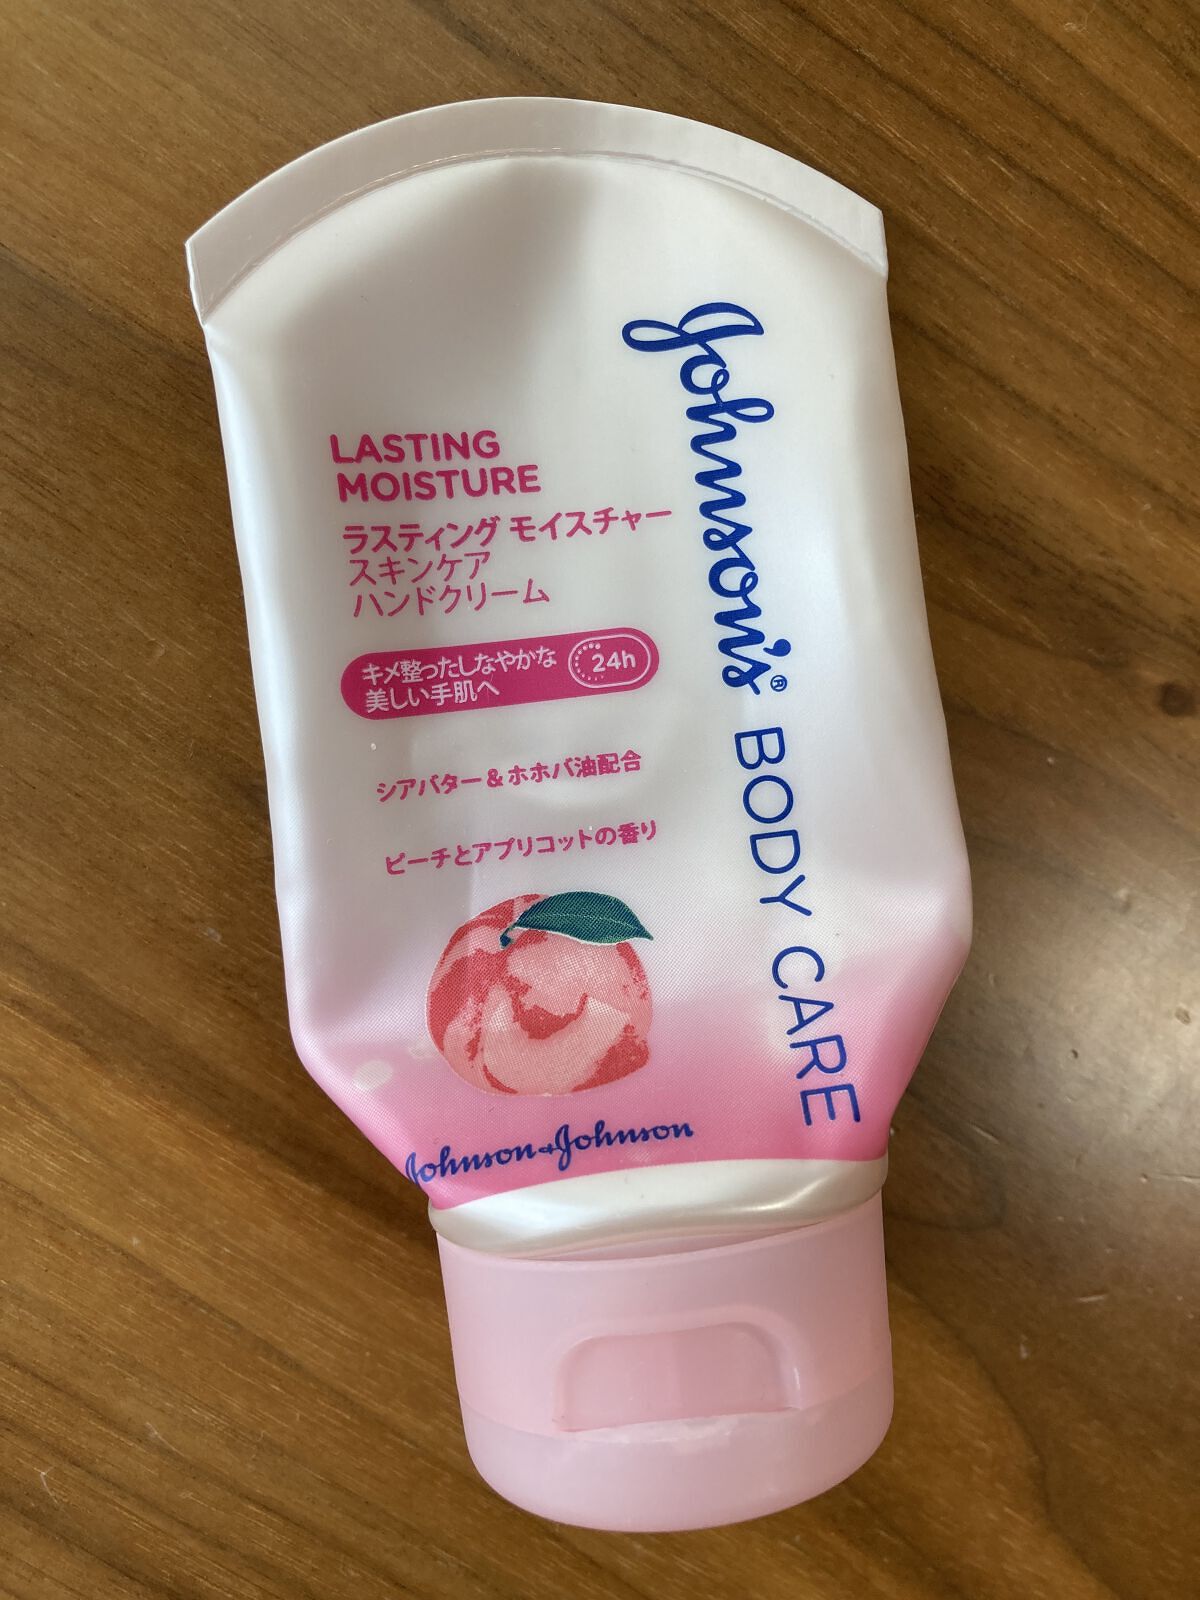 Johnson's® BODY CARE
LASTING
MOISTURE
ラスティング モイスチャー
スキンケア
ハンドクリーム
キメ整ったしなやかな
美しい手肌へ
24h
シアバター&ホホバ油配合
ピーチとアプリコットの香り
Johnson+Johnson